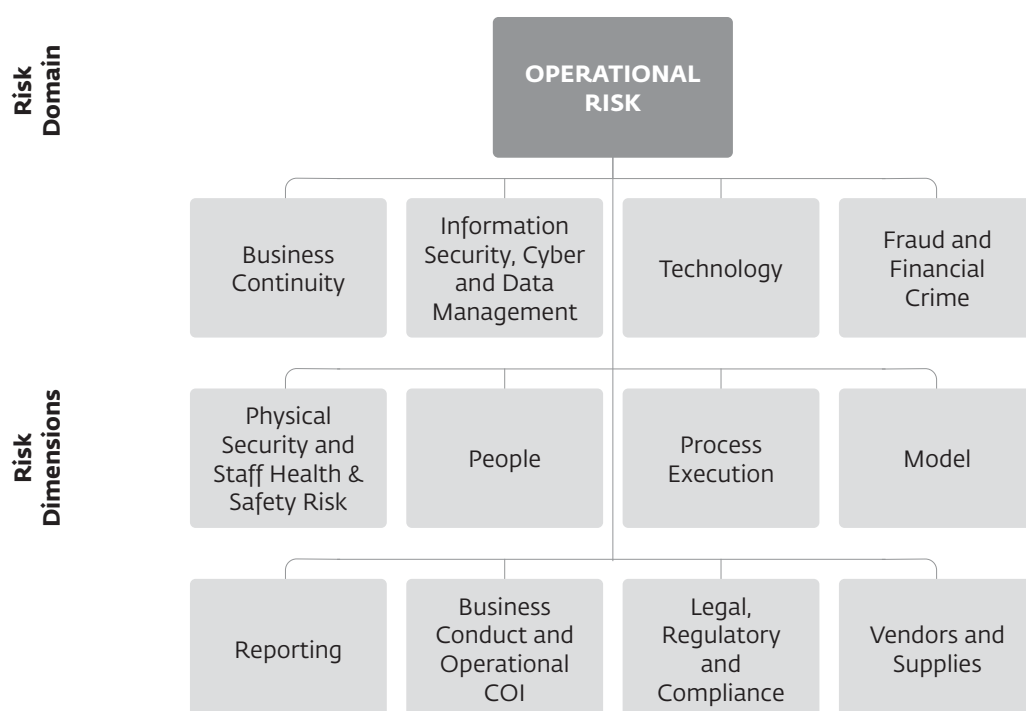 Risk
Domain
OPERATIONAL
RISK
Business
Continuity
Information
Security, Cyber
and Data
Management
Technology
Fraud and
Financial
Crime
Risk
Dimensions
Physical
Security and
Staff Health &
Safety Risk
People
Process
Execution
Model
Reporting
Business
Conduct and
Operational
COI
Legal,
Regulatory
and
Compliance
Vendors and
Supplies